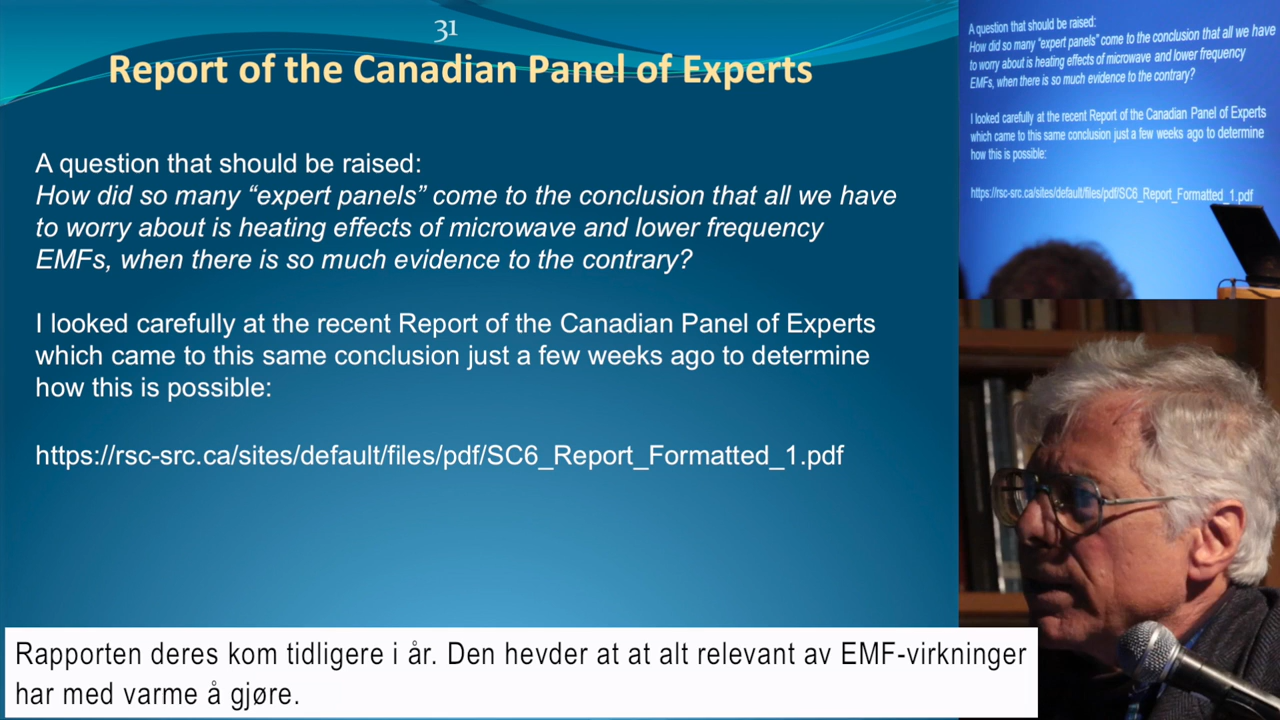 31
Report of the Canadian Panel of Experts
A question that should be raised:
How did so many “expert panels” come to the conclusion that all we have
to worry about is heating effects of microwave and lower frequency
EMFs, when there is so much evidence to the contrary?
I looked carefully at the recent Report of the Canadian Panel of Experts
which came to this same conclusion just a few weeks ago to determine
how this is possible:
https://rsc-src.ca/sites/default/files/pdf/SC6_Report_Formatted_1.pdf
A question that should be raised:
How did so many “expert panels” come to the conclusion that all we have
to worry about is heating effects of microwave and lower frequency
EMFs, when there is so much evidence to the contrary?
I looked carefully at the recent Report of the Canadian Panel of Experts
which came to this same conclusion just a few weeks ago to determine
how this is possible:
https://rsc-src.ca/sites/default/files/pdf/SC6_Report_Formatted_1.pdf
Rapporten deres kom tidligere i år. Den hevder at at alt relevant av EMF-virkninger
har med varme å gjøre.